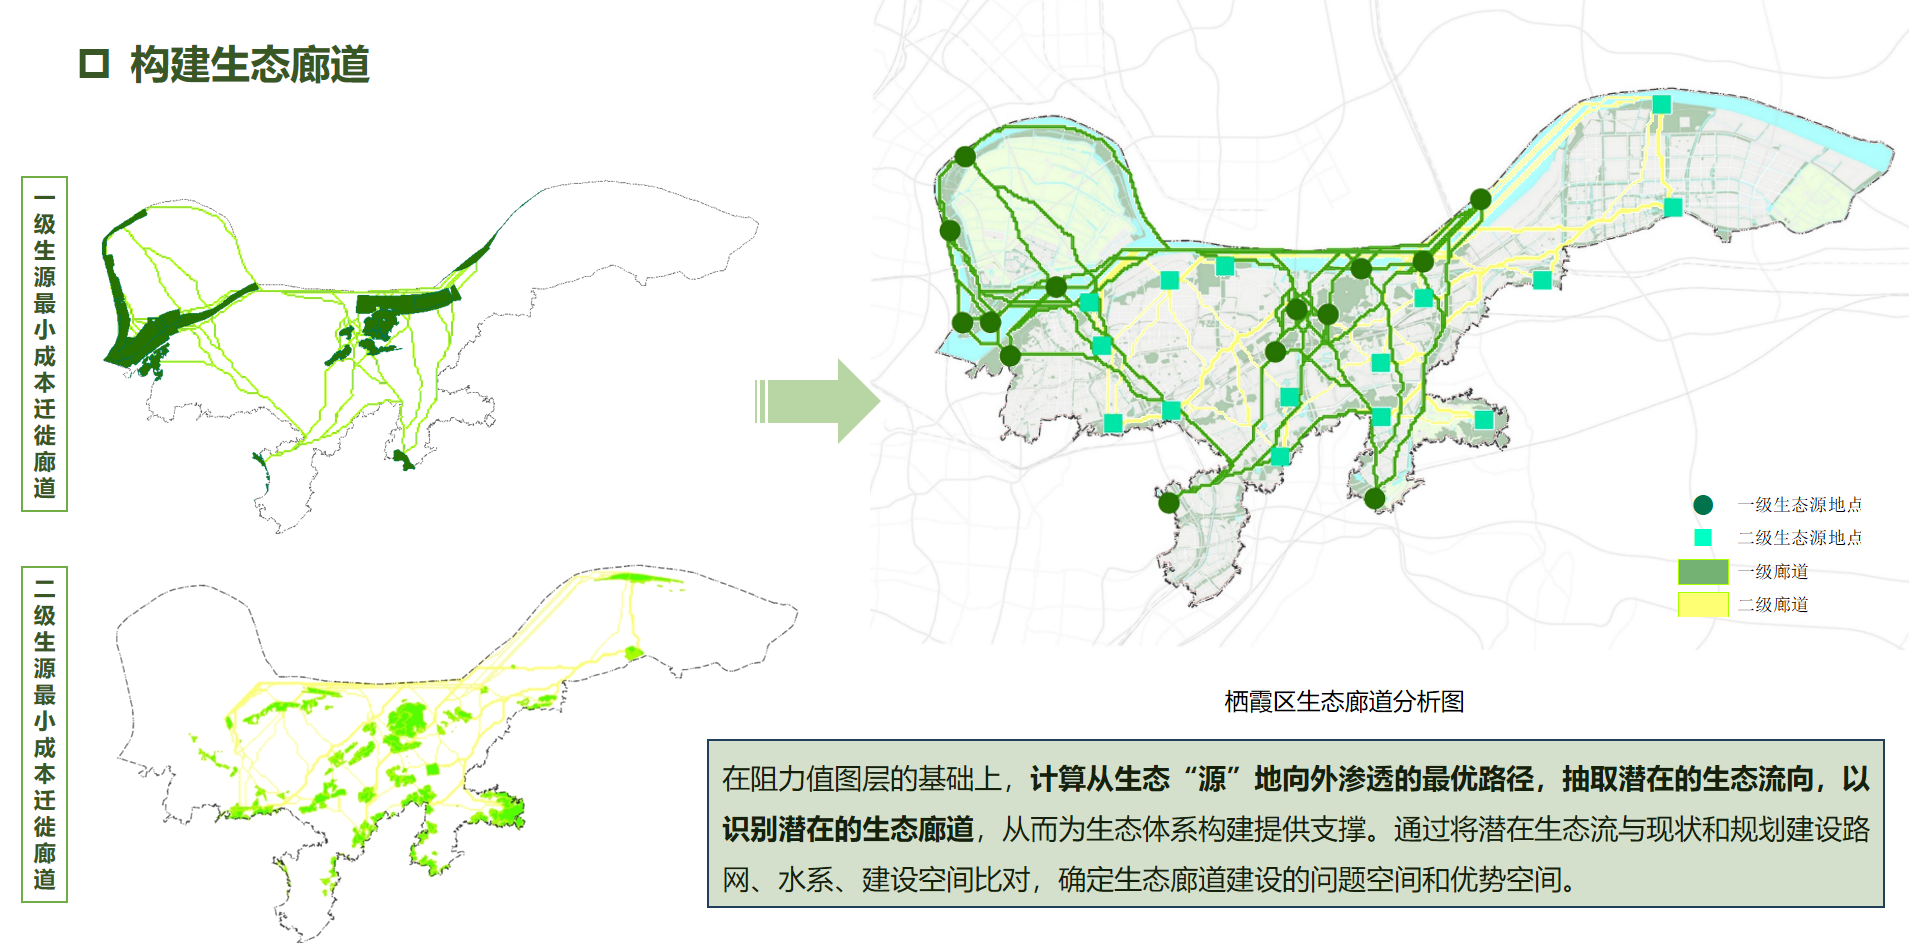 构建生态廊道
一级生源最小成本迁徙廊道
二级生源最小成本迁徙廊道
一级生态源地点
二级生态源地点
一级廊道
二级廊道
栖霞区生态廊道分析图
在阻力值图层的基础上，计算从生态“源”地向外渗透的最优路径，抽取潜在的生态流向，以
识别潜在的生态廊道，从而为生态体系构建提供支撑。通过将潜在生态流与现状和规划建设路
网、水系、建设空间比对，确定生态廊道建设的问题空间和优势空间。